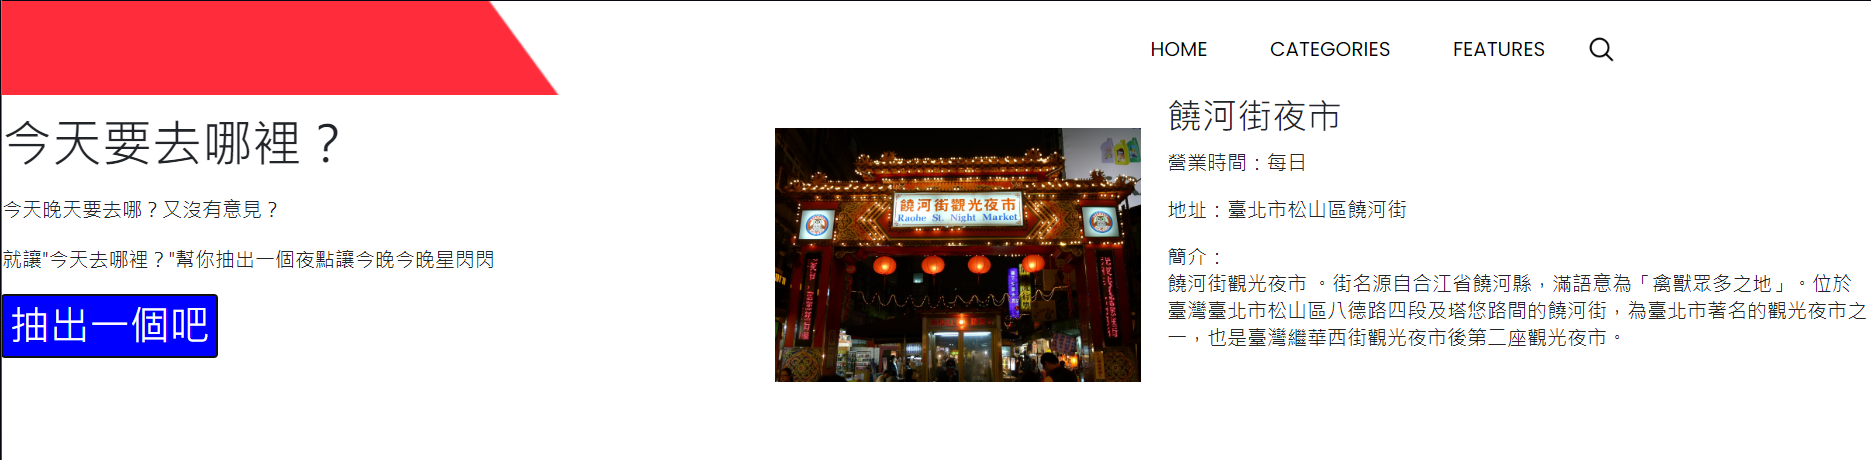 HOME CATEGORIES FEATURES
今天要去哪裡？
今天晚天要去哪？又沒有意見？
就讓"今天去哪裡？"幫你抽出一個夜點讓今晚今晚星閃閃
抽出一個吧
饒河街觀光夜市
Raohe St. Night Market
饒河街夜市
營業時間：每日
地址：臺北市松山區饒河街
簡介：
饒河街觀光夜市 。街名源自合江省饒河縣，滿語意為「禽獸眾多之地」。位於
臺灣臺北市松山區八德路四段及塔悠路間的饒河街，為臺北市著名的觀光夜市之
一，也是臺灣繼華西街觀光夜市後第二座觀光夜市。